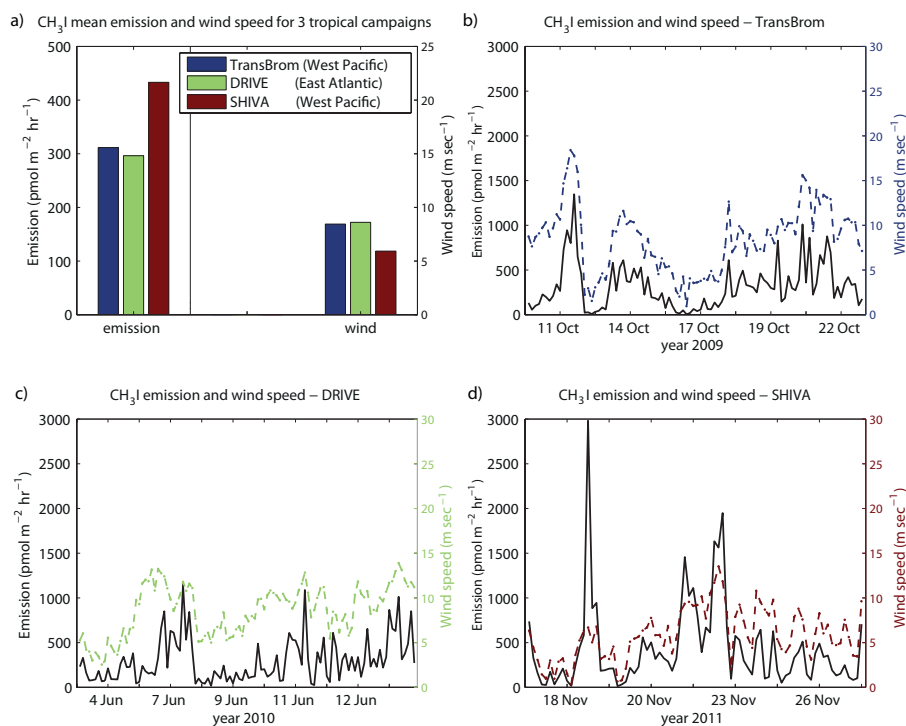 a) CH₃I mean emission and wind speed for 3 tropical campaigns
Emission (pmol m⁻² hr⁻¹)
500
400
300
200
100
0
TransBrom (West Pacific)
DRIVE (East Atlantic)
SHIVA (West Pacific)
25
20
15
10
5
0
Wind speed (m sec⁻¹)
emission wind
b) CH₃I emission and wind speed – TransBrom
Emission (pmol m⁻² hr⁻¹)
3000
2500
2000
1500
1000
500
0
30
25
20
15
10
5
0
Wind speed (m sec⁻¹)
11 Oct 14 Oct 17 Oct 19 Oct 22 Oct
year 2009
c) CH₃I emission and wind speed – DRIVE
Emission (pmol m⁻² hr⁻¹)
3000
2500
2000
1500
1000
500
0
30
25
20
15
10
5
0
Wind speed (m sec⁻¹)
4 Jun 7 Jun 9 Jun 11 Jun 12 Jun
year 2010
d) CH₃I emission and wind speed – SHIVA
Emission (pmol m⁻² hr⁻¹)
3000
2500
2000
1500
1000
500
0
30
25
20
15
10
5
0
Wind speed (m sec⁻¹)
18 Nov 20 Nov 22 Nov 24 Nov 26 Nov
year 2011